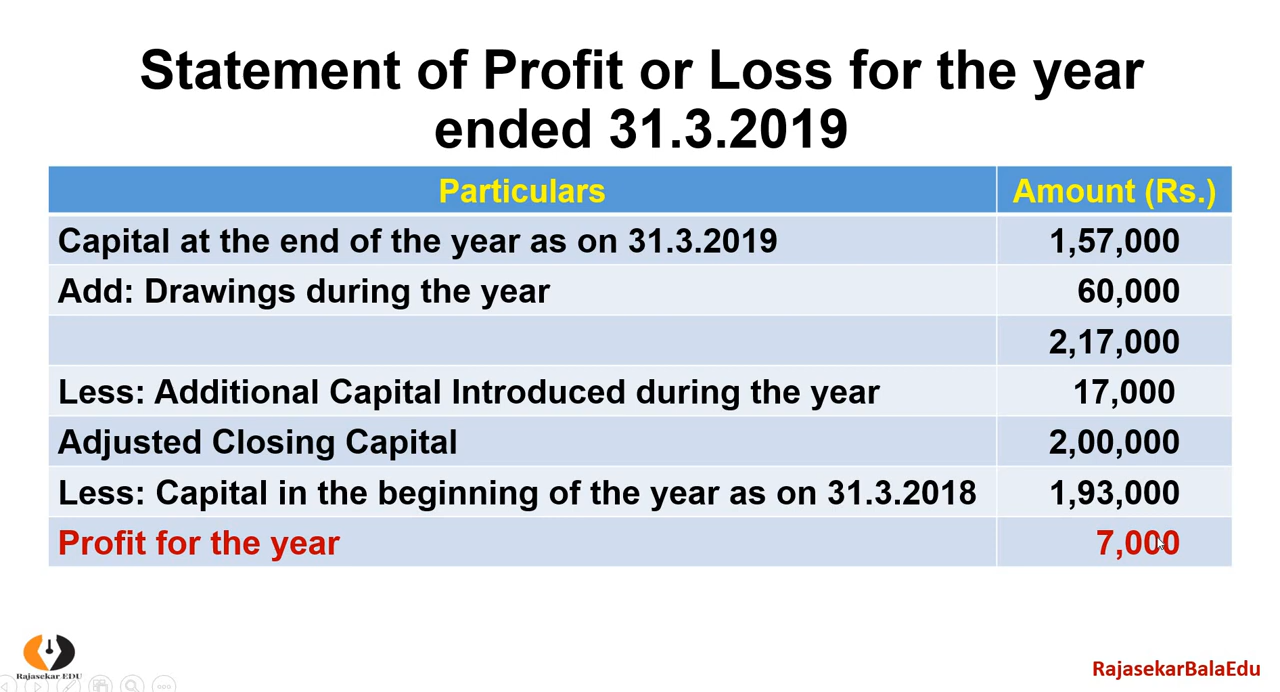 Statement of Profit or Loss for the year
ended 31.3.2019
Particulars Amount (Rs.)
Capital at the end of the year as on 31.3.2019 1,57,000
Add: Drawings during the year 60,000
2,17,000
Less: Additional Capital Introduced during the year 17,000
Adjusted Closing Capital 2,00,000
Less: Capital in the beginning of the year as on 31.3.2018 1,93,000
Profit for the year 7,000
Rajasekar EDU
RajasekarBalaEdu